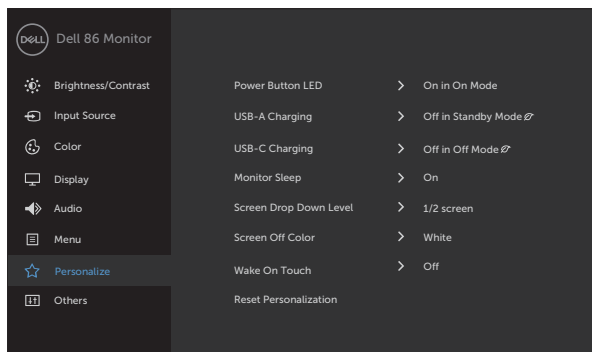 DELL Dell 86 Monitor
Brightness/Contrast
Input Source
Color
Display
Audio
Menu
Personalize
Others
Power Button LED > On in On Mode
USB-A Charging > Off in Standby Mode
USB-C Charging > Off in Off Mode
Monitor Sleep > On
Screen Drop Down Level > 1/2 screen
Screen Off Color > White
Wake On Touch > Off
Reset Personalization